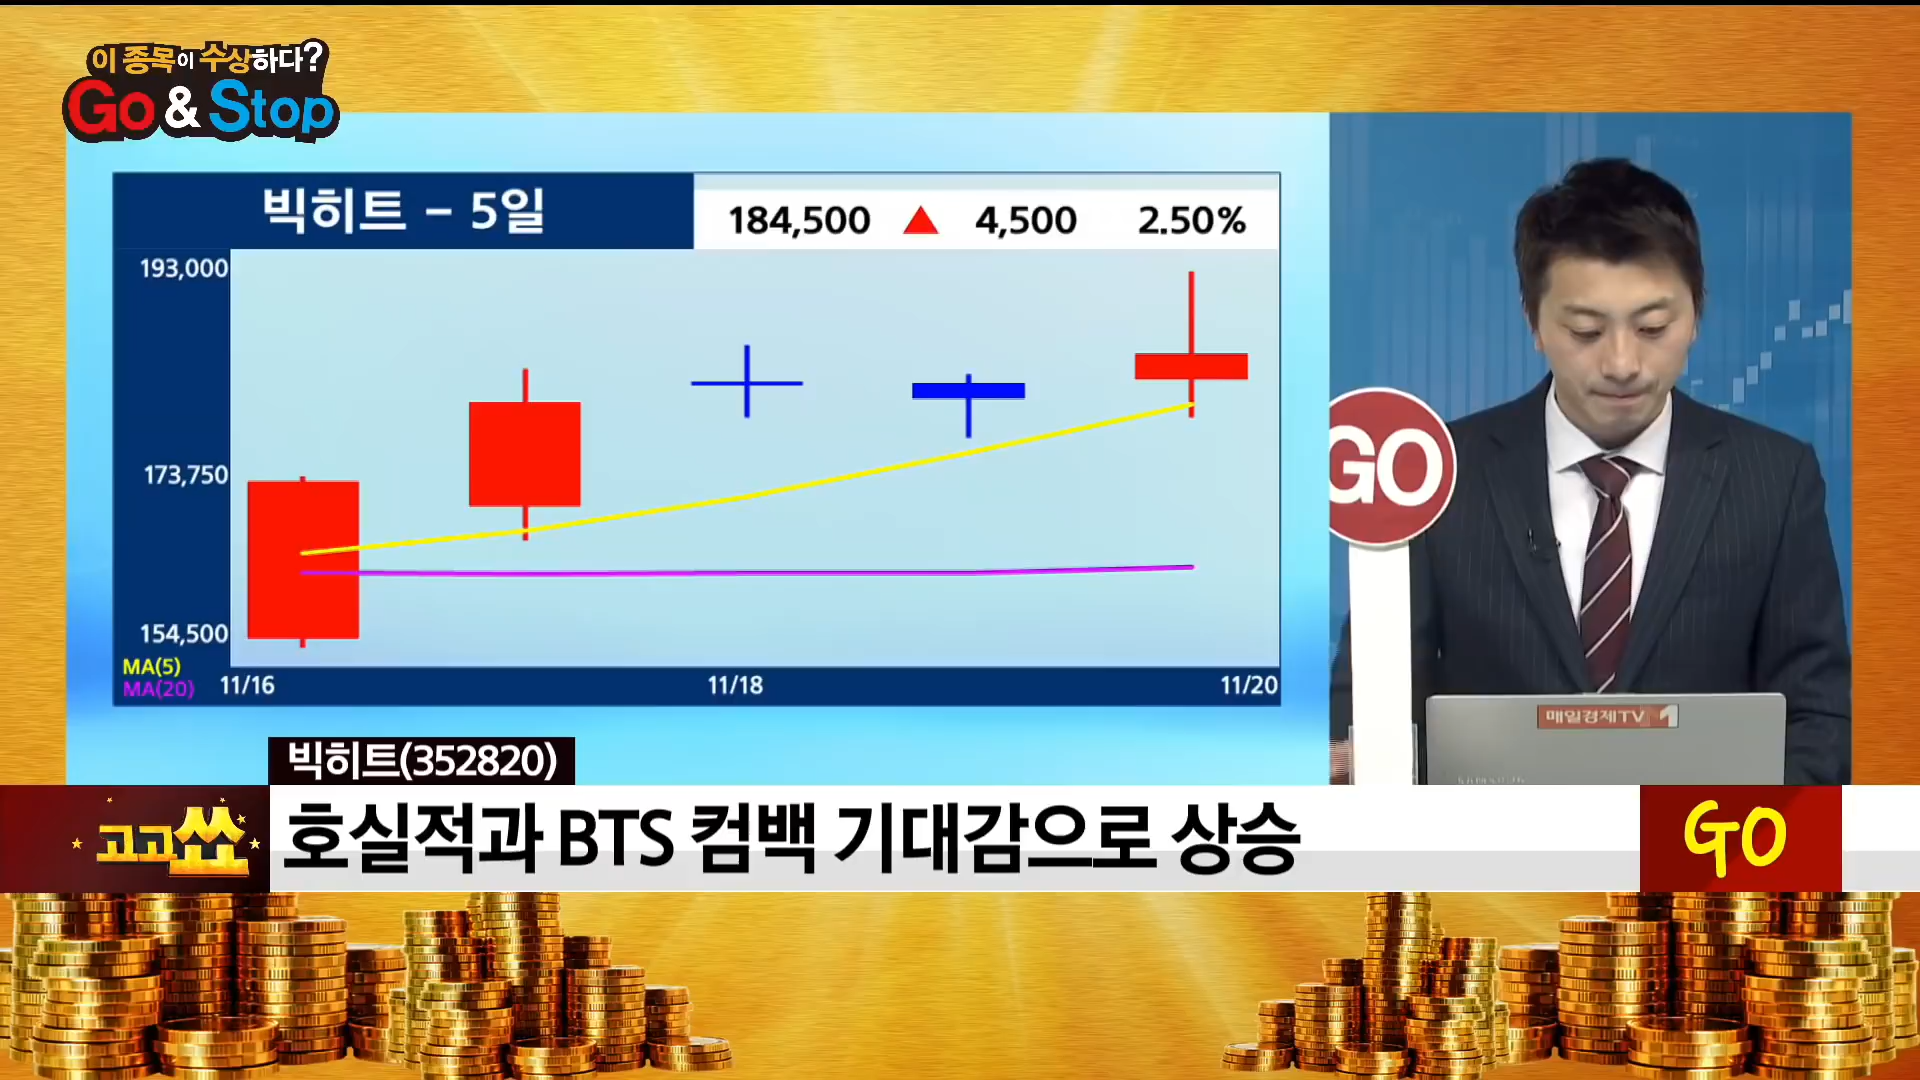 이 종목이 수상하다?
Go & Stop
빅히트 - 5일
184,500 ▲ 4,500 2.50%
193,000
173,750
154,500
MA(5)
MA(20)
11/16 11/18 11/20
GO
매일경제TV 1
빅히트(352820)
고고쑈
호실적과 BTS 컴백 기대감으로 상승
GO